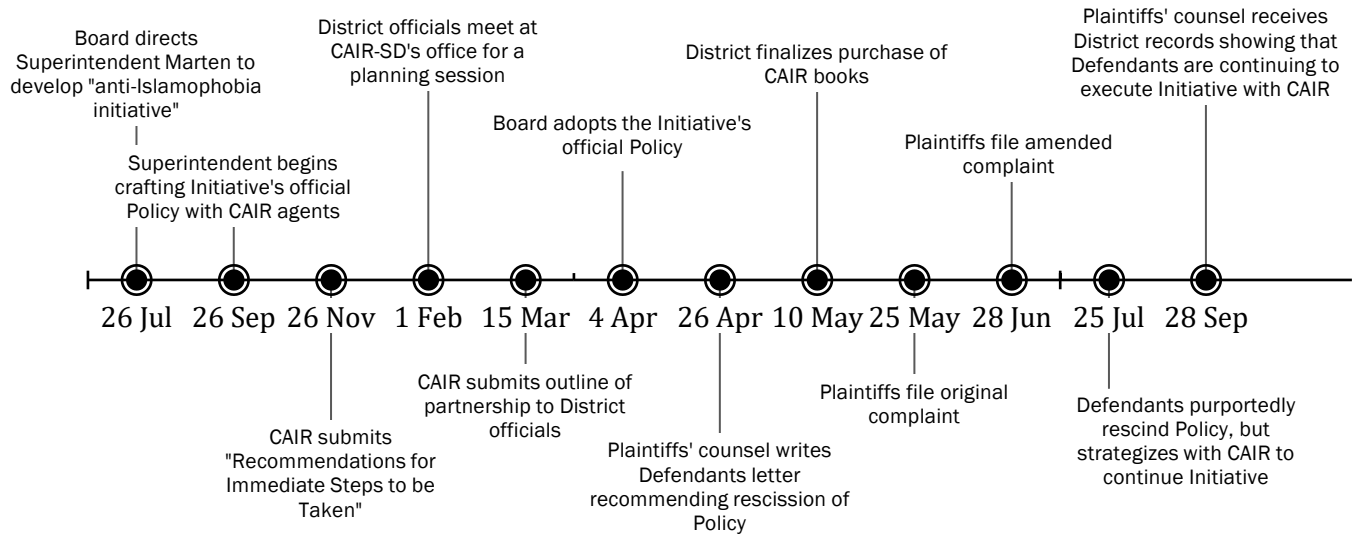 Board directs
Superintendent Marten to
develop "anti-Islamophobia
initiative"
Superintendent begins
crafting Initiative's official
Policy with CAIR agents
District officials meet at
CAIR-SD's office for a
planning session
Board adopts the Initiative's
official Policy
District finalizes purchase of
CAIR books
Plaintiffs file amended
complaint
Plaintiffs' counsel receives
District records showing that
Defendants are continuing to
execute Initiative with CAIR
26 Jul 26 Sep 26 Nov 1 Feb 15 Mar 4 Apr 26 Apr 10 May 25 May 28 Jun 25 Jul 28 Sep
CAIR submits
"Recommendations for
Immediate Steps to be
Taken"
CAIR submits outline of
partnership to District
officials
Plaintiffs' counsel writes
Defendants letter
recommending rescission of
Policy
Plaintiffs file original
complaint
Defendants purportedly
rescind Policy, but
strategizes with CAIR to
continue Initiative